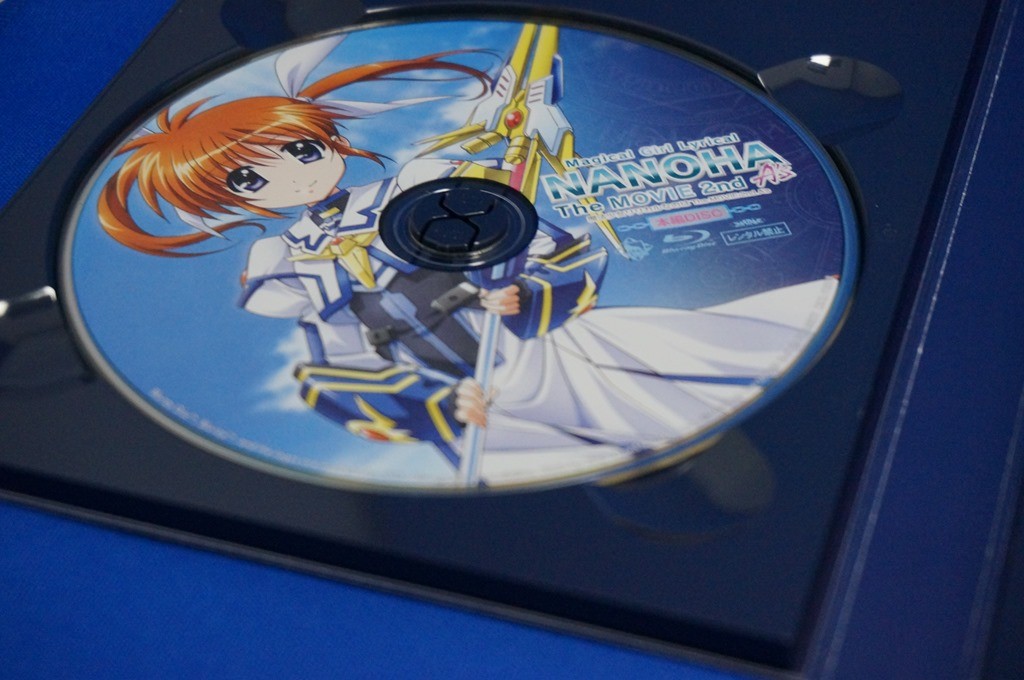 Magical Girl Lyrical
NANOHA
The MOVIE 2nd A's
本編DISC
Blu-ray Disc
レンタル禁止